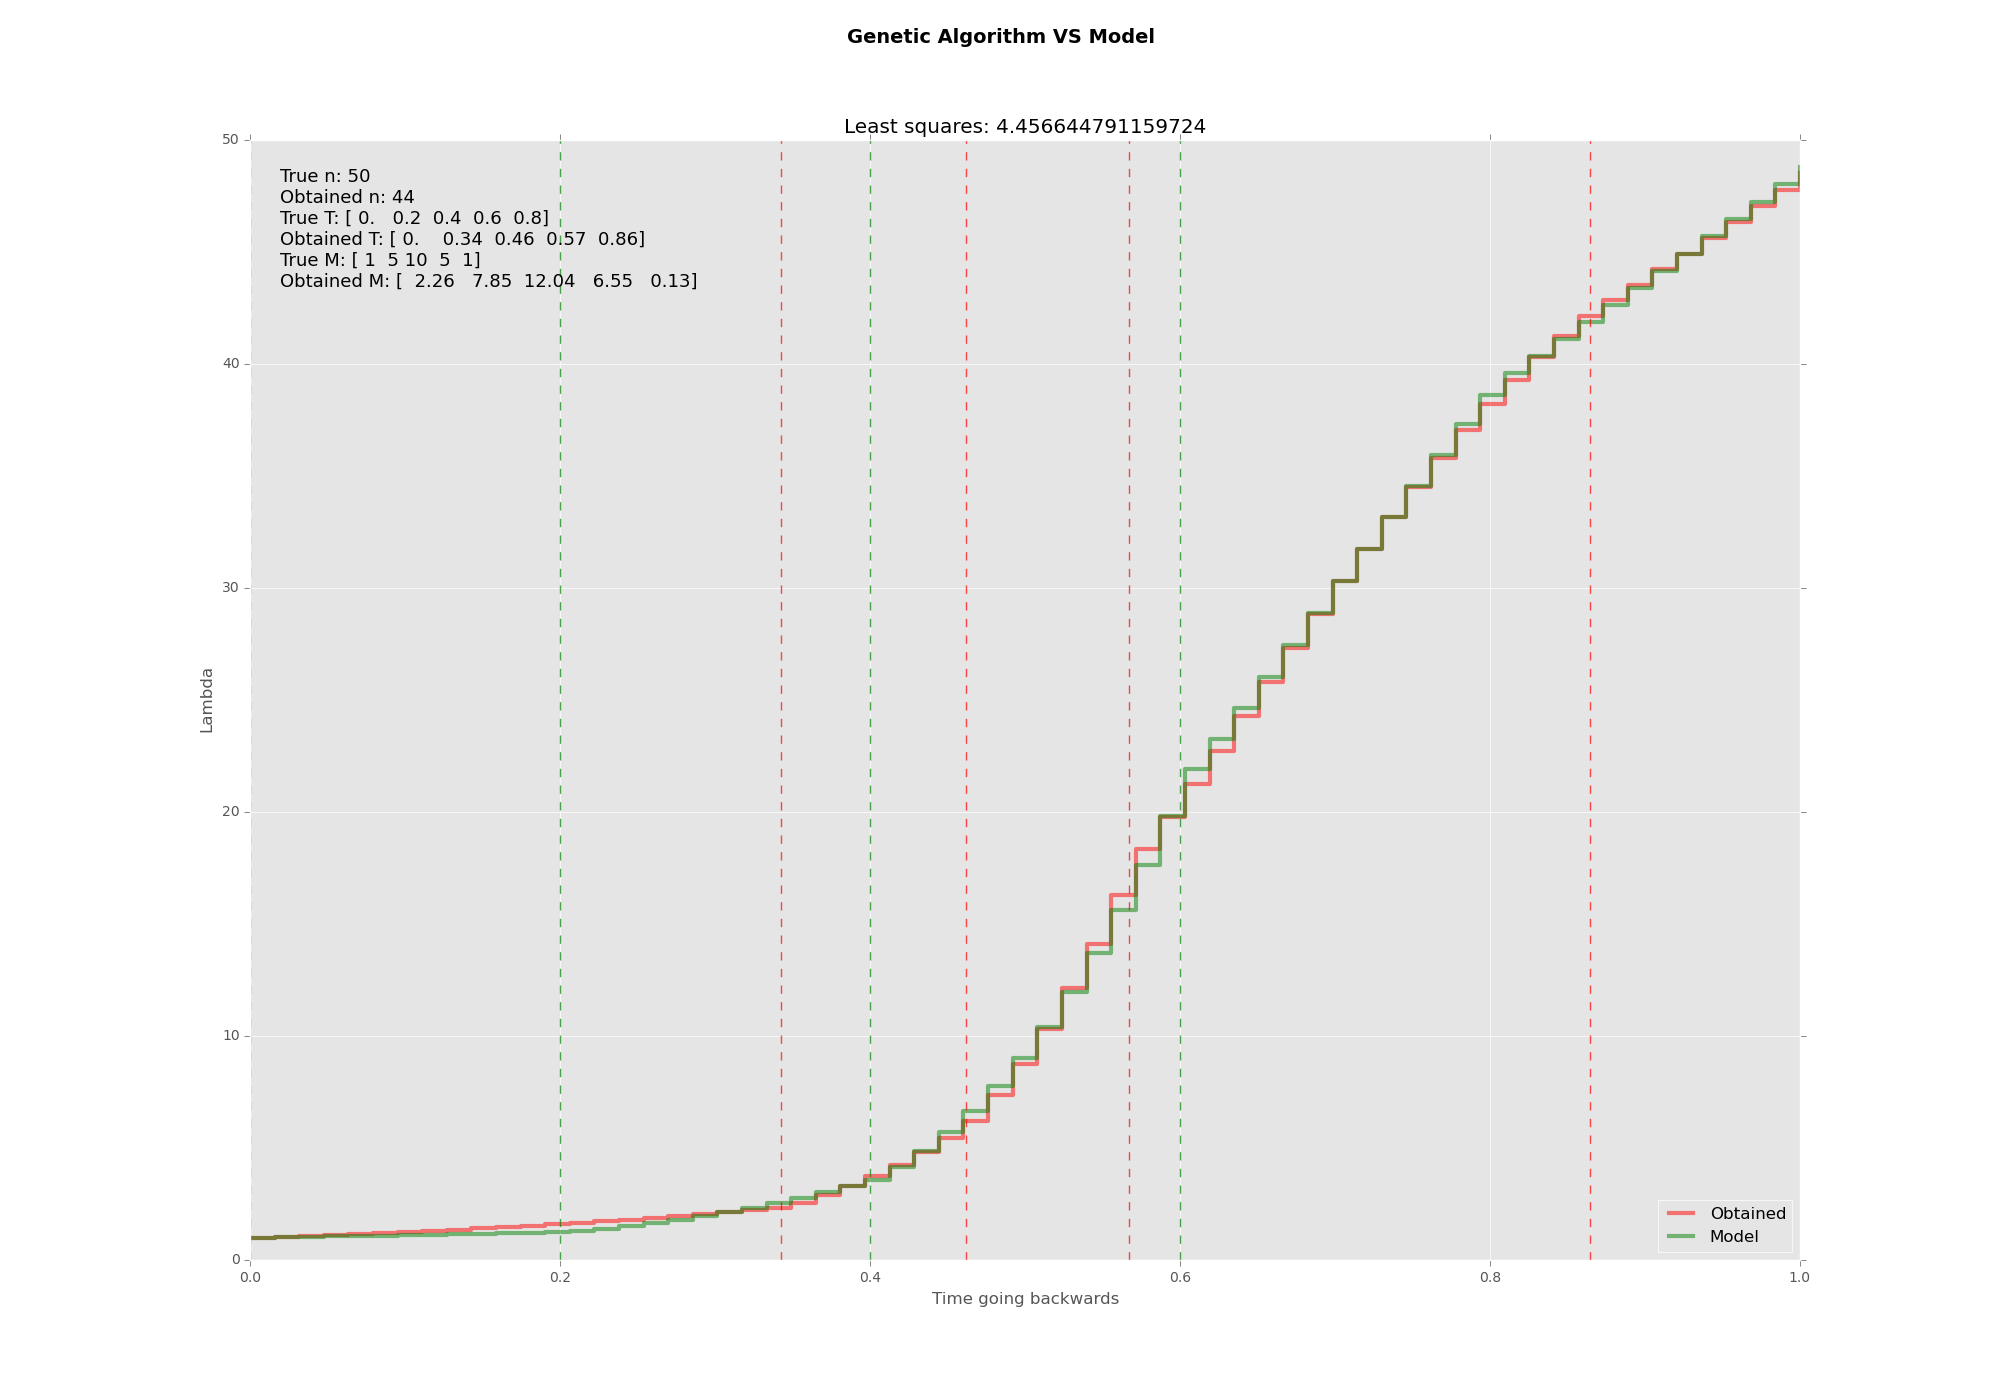 Genetic Algorithm VS Model
Least squares: 4.456644791159724
50
True n: 50
Obtained n: 44
True T: [ 0.   0.2  0.4  0.6  0.8]
Obtained T: [ 0.    0.34  0.46  0.57  0.86]
True M: [ 1  5 10  5  1]
Obtained M: [  2.26   7.85  12.04   6.55   0.13]
40
30
Lambda
20
10
0
Obtained
Model
0.0 0.2 0.4 0.6 0.8 1.0
Time going backwards